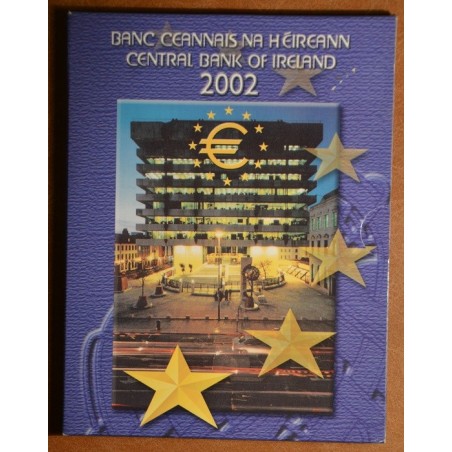 BANC CEANNAIS NA HÉIREANN
CENTRAL BANK OF IRELAND
2002
€